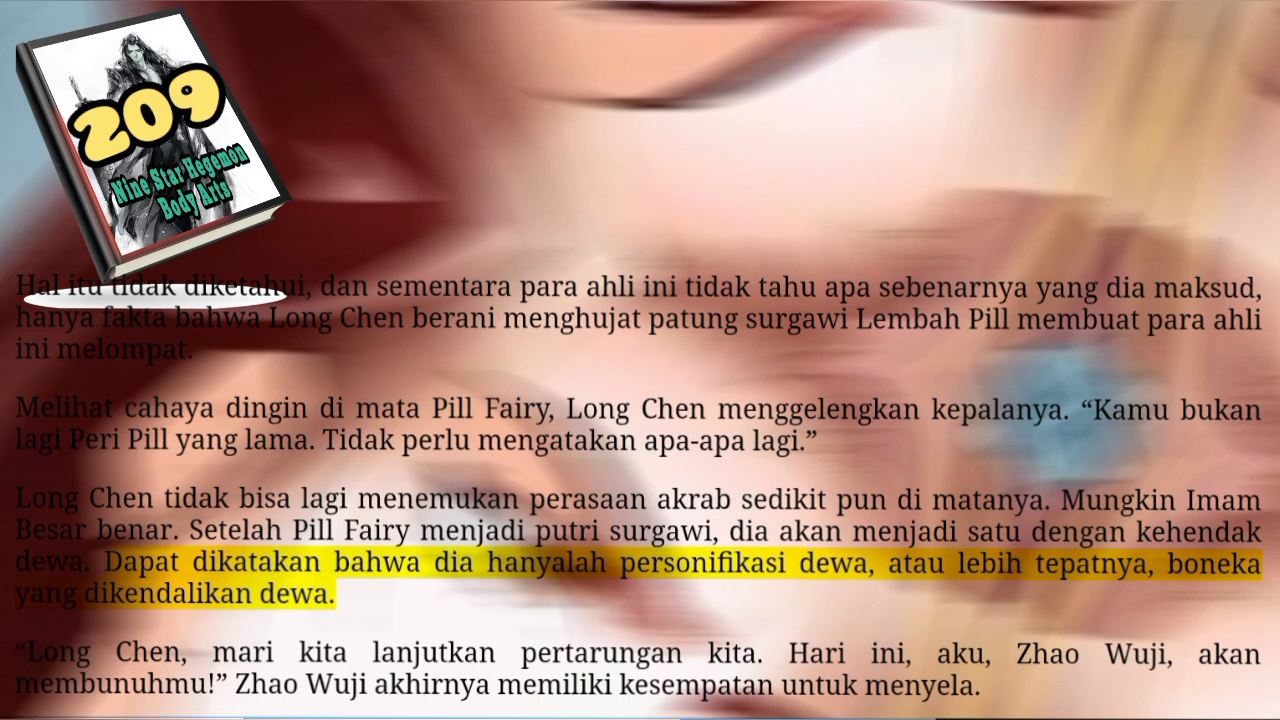 209
Nine Star Hegemon
Body Arts
Hal itu tidak diketahui, dan sementara para ahli ini tidak tahu apa sebenarnya yang dia maksud,
hanya fakta bahwa Long Chen berani menghujat patung surgawi Lembah Pill membuat para ahli
ini melompat.
Melihat cahaya dingin di mata Pill Fairy, Long Chen menggelengkan kepalanya. “Kamu bukan
lagi Peri Pill yang lama. Tidak perlu mengatakan apa-apa lagi.”
Long Chen tidak bisa lagi menemukan perasaan akrab sedikit pun di matanya. Mungkin Imam
Besar benar. Setelah Pill Fairy menjadi putri surgawi, dia akan menjadi satu dengan kehendak
dewa. Dapat dikatakan bahwa dia hanyalah personifikasi dewa, atau lebih tepatnya, boneka
yang dikendalikan dewa.
“Long Chen, mari kita lanjutkan pertarungan kita. Hari ini, aku, Zhao Wuji, akan
membunuhmu!” Zhao Wuji akhirnya memiliki kesempatan untuk menyela.